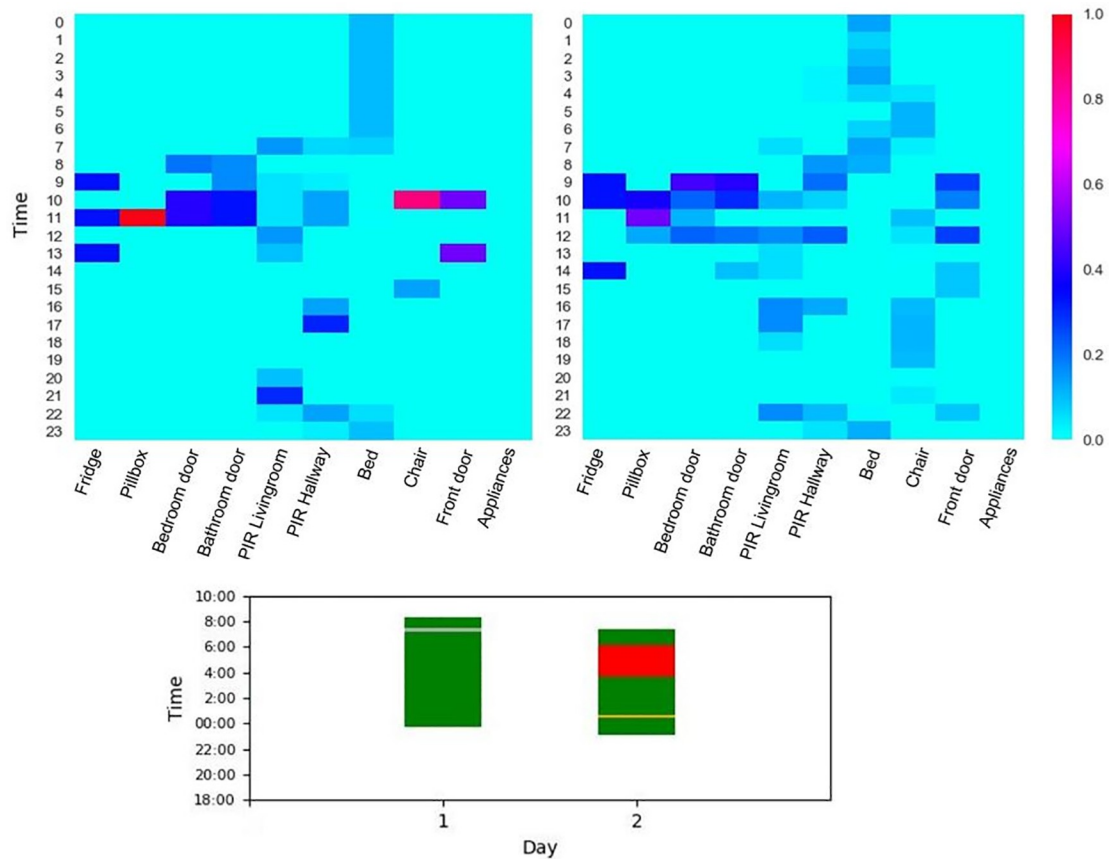 0
1
2
3
4
5
6
7
8
9
10
11
12
13
14
15
16
17
18
19
20
21
22
23
Time
Fridge
Pillbox
Bedroom door
Bathroom door
PIR Livingroom
PIR Hallway
Bed
Chair
Front door
Appliances
0
1
2
3
4
5
6
7
8
9
10
11
12
13
14
15
16
17
18
19
20
21
22
23
Fridge
Pillbox
Bedroom door
Bathroom door
PIR Livingroom
PIR Hallway
Bed
Chair
Front door
Appliances
1.0
0.8
0.6
0.4
0.2
0.0
10:00
8:00
6:00
4:00
2:00
00:00
22:00
20:00
18:00
Time
1
2
Day